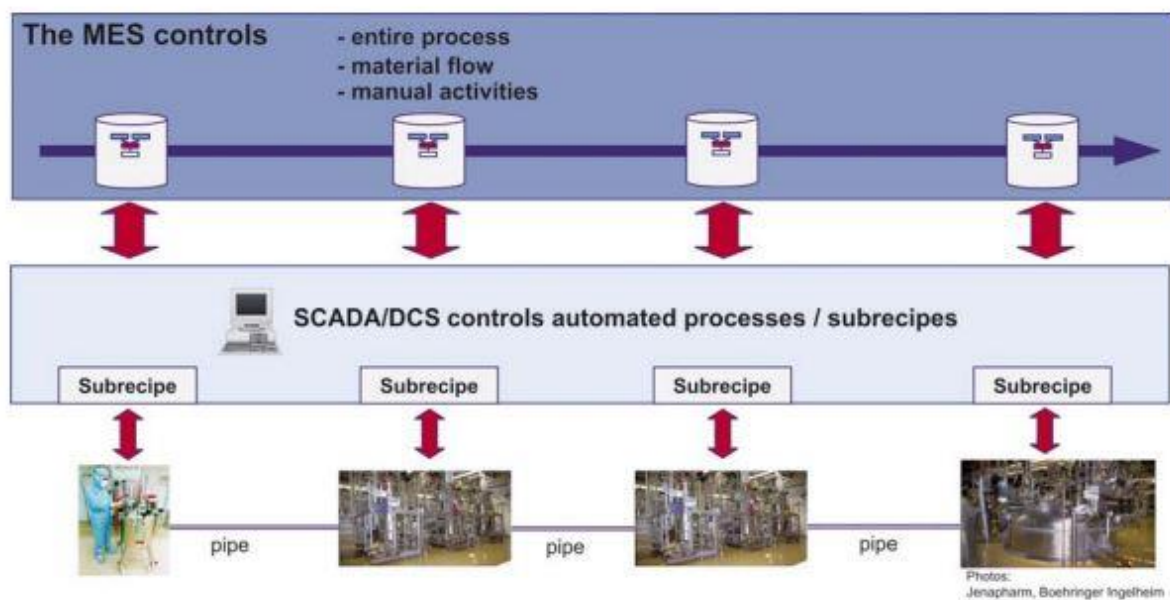 The MES controls
- entire process
- material flow
- manual activities
SCADA/DCS controls automated processes / subrecipes
Subrecipe
Subrecipe
Subrecipe
Subrecipe
pipe
pipe
pipe
Photos:
Jenapharm, Boehringer Ingelheim